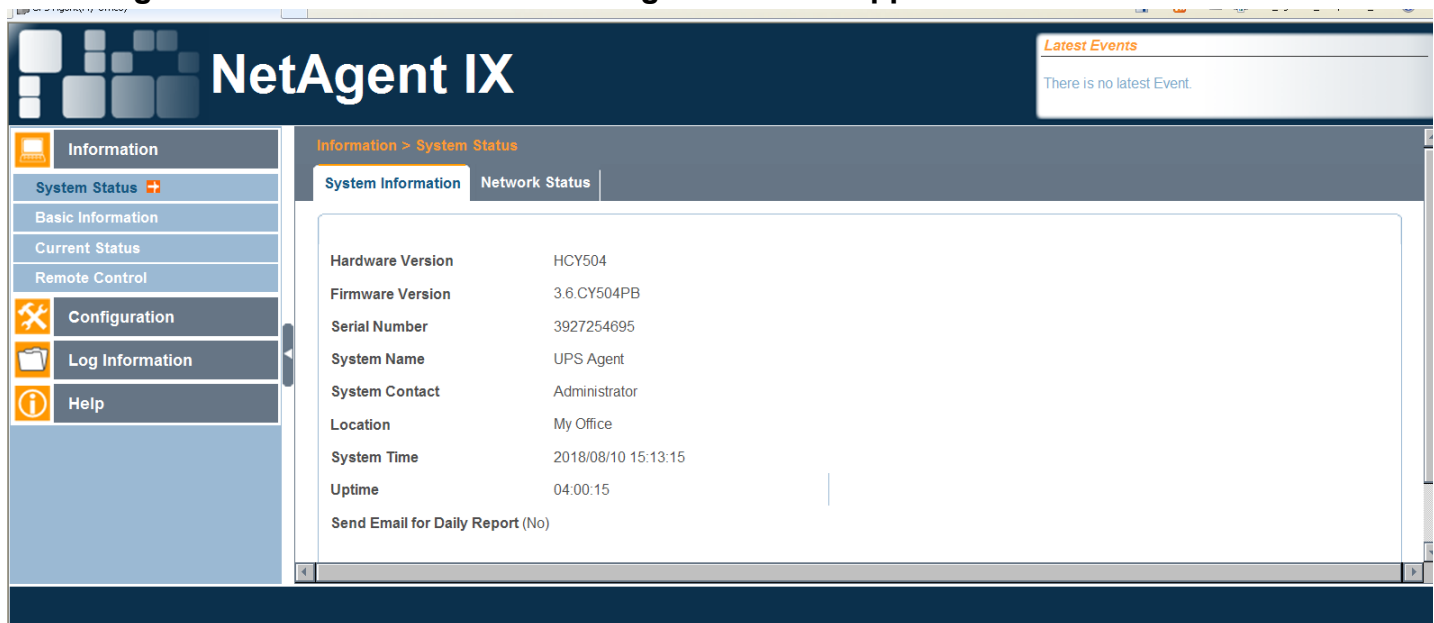 NetAgent IX
Latest Events
There is no latest Event.
Information
System Status
Basic Information
Current Status
Remote Control
Configuration
Log Information
Help
Information > System Status
System Information Network Status
Hardware Version HCY504
Firmware Version 3.6.CY504PB
Serial Number 3927254695
System Name UPS Agent
System Contact Administrator
Location My Office
System Time 2018/08/10 15:13:15
Uptime 04:00:15
Send Email for Daily Report (No)